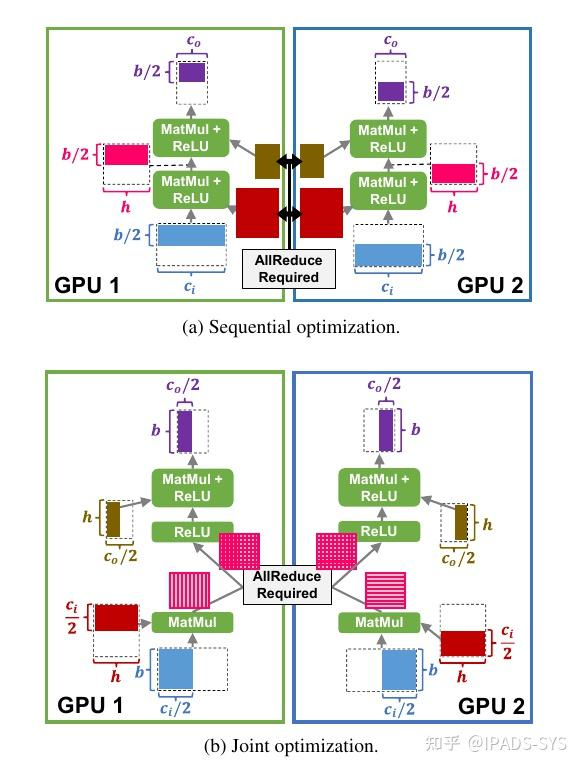 c_o c_o
b/2 b/2
MatMul + ReLU MatMul + ReLU
b/2 b/2
h h
MatMul + ReLU MatMul + ReLU
b/2 b/2
c_i c_i
AllReduce
Required
GPU 1 GPU 2
(a) Sequential optimization.
c_o/2 c_o/2
b b
MatMul + ReLU MatMul + ReLU
h h
c_o/2 c_o/2
ReLU ReLU
AllReduce
Required
c_i/2 c_i/2
MatMul MatMul
h h
b b
c_i/2 c_i/2
GPU 1 GPU 2
(b) Joint optimization.
知乎 @IPADS-SYS